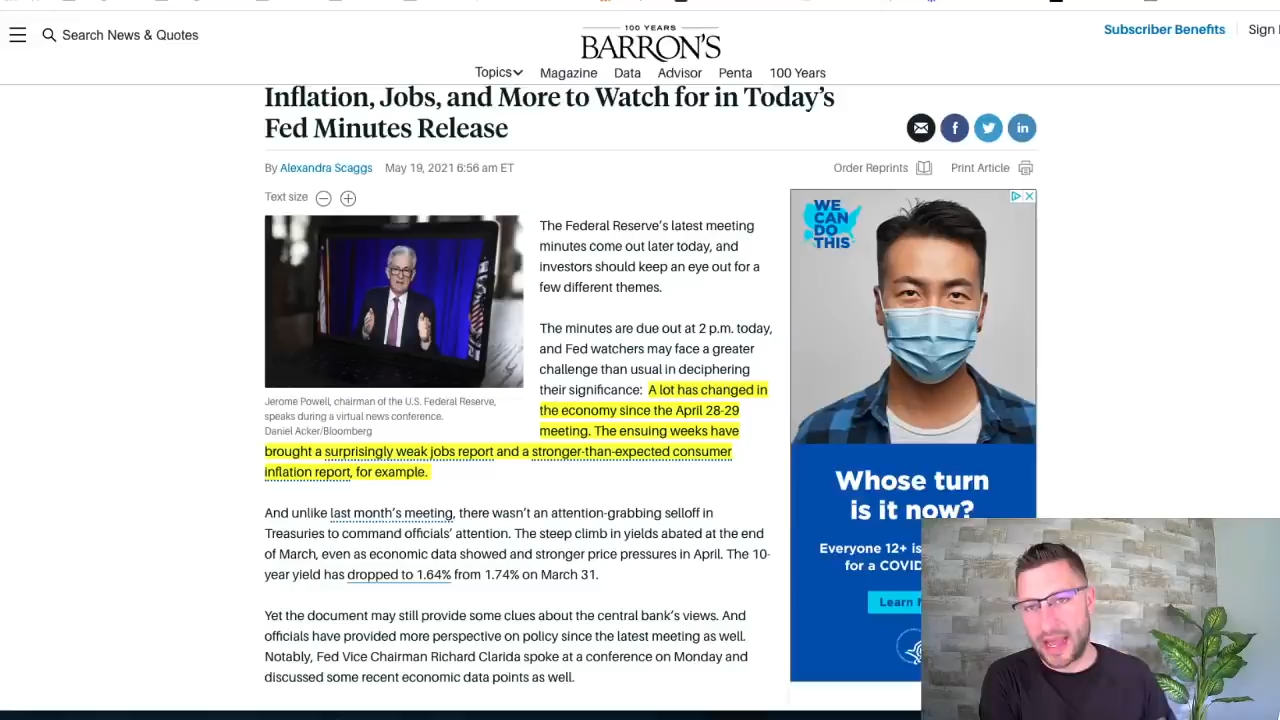 Search News & Quotes
100 YEARS
BARRON'S
Subscriber Benefits
Sign
Topics
Magazine
Data
Advisor
Penta
100 Years
Inflation, Jobs, and More to Watch for in Today's
Fed Minutes Release
By Alexandra Scaggs
May 19, 2021 6:56 am ET
Order Reprints
Print Article
Text size
The Federal Reserve's latest meeting
minutes come out later today, and
investors should keep an eye out for a
few different themes.
The minutes are due out at 2 p.m. today,
and Fed watchers may face a greater
challenge than usual in deciphering
their significance: A lot has changed in
the economy since the April 28-29
meeting. The ensuing weeks have
Jerome Powell, chairman of the U.S. Federal Reserve,
speaks during a virtual news conference.
Daniel Acker/Bloomberg
brought a surprisingly weak jobs report and a stronger-than-expected consumer
inflation report, for example.
And unlike last month's meeting, there wasn't an attention-grabbing selloff in
Treasuries to command officials' attention. The steep climb in yields abated at the end
of March, even as economic data showed and stronger price pressures in April. The 10-
year yield has dropped to 1.64% from 1.74% on March 31.
Yet the document may still provide some clues about the central bank's views. And
officials have provided more perspective on policy since the latest meeting as well.
Notably, Fed Vice Chairman Richard Clarida spoke at a conference on Monday and
discussed some recent economic data points as well.
WE
CAN
DO
THIS
Whose turn
is it now?
Everyone 12+ is
for a COVID
Learn